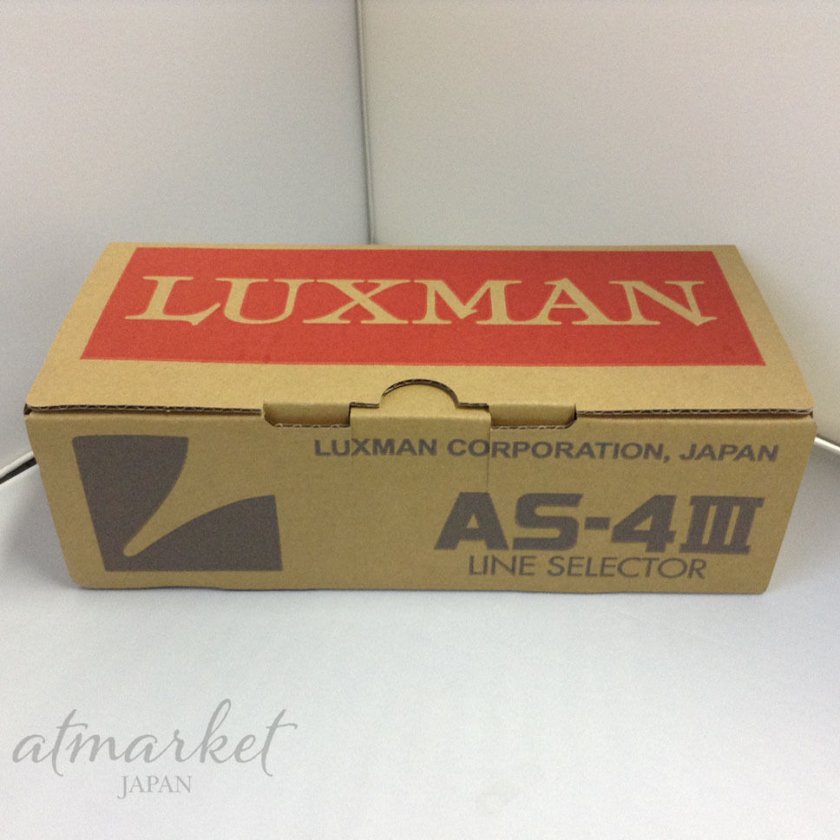 LUXMAN
LUXMAN CORPORATION, JAPAN
AS-4III
LINE SELECTOR
atmarket
JAPAN